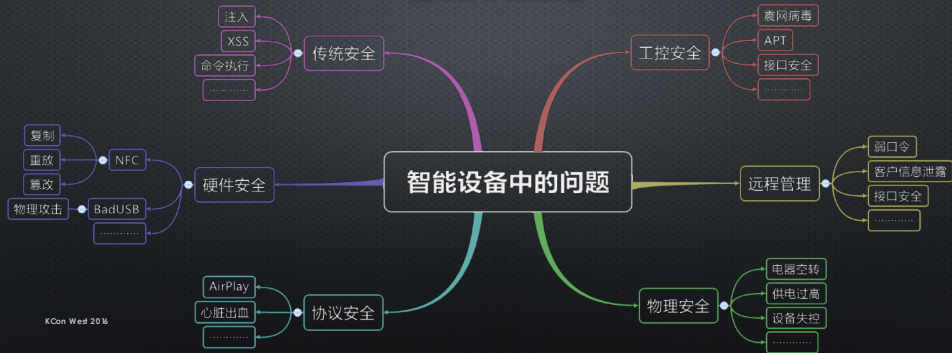 智能设备中的问题
传统安全
注入
XSS
命令执行
…………
硬件安全
NFC
复制
重放
篡改
BadUSB
物理攻击
…………
协议安全
AirPlay
心脏出血
…………
工控安全
震网病毒
APT
接口安全
…………
远程管理
弱口令
客户信息泄露
接口安全
…………
物理安全
电器空转
供电过高
设备失控
…………
KCon West 2016